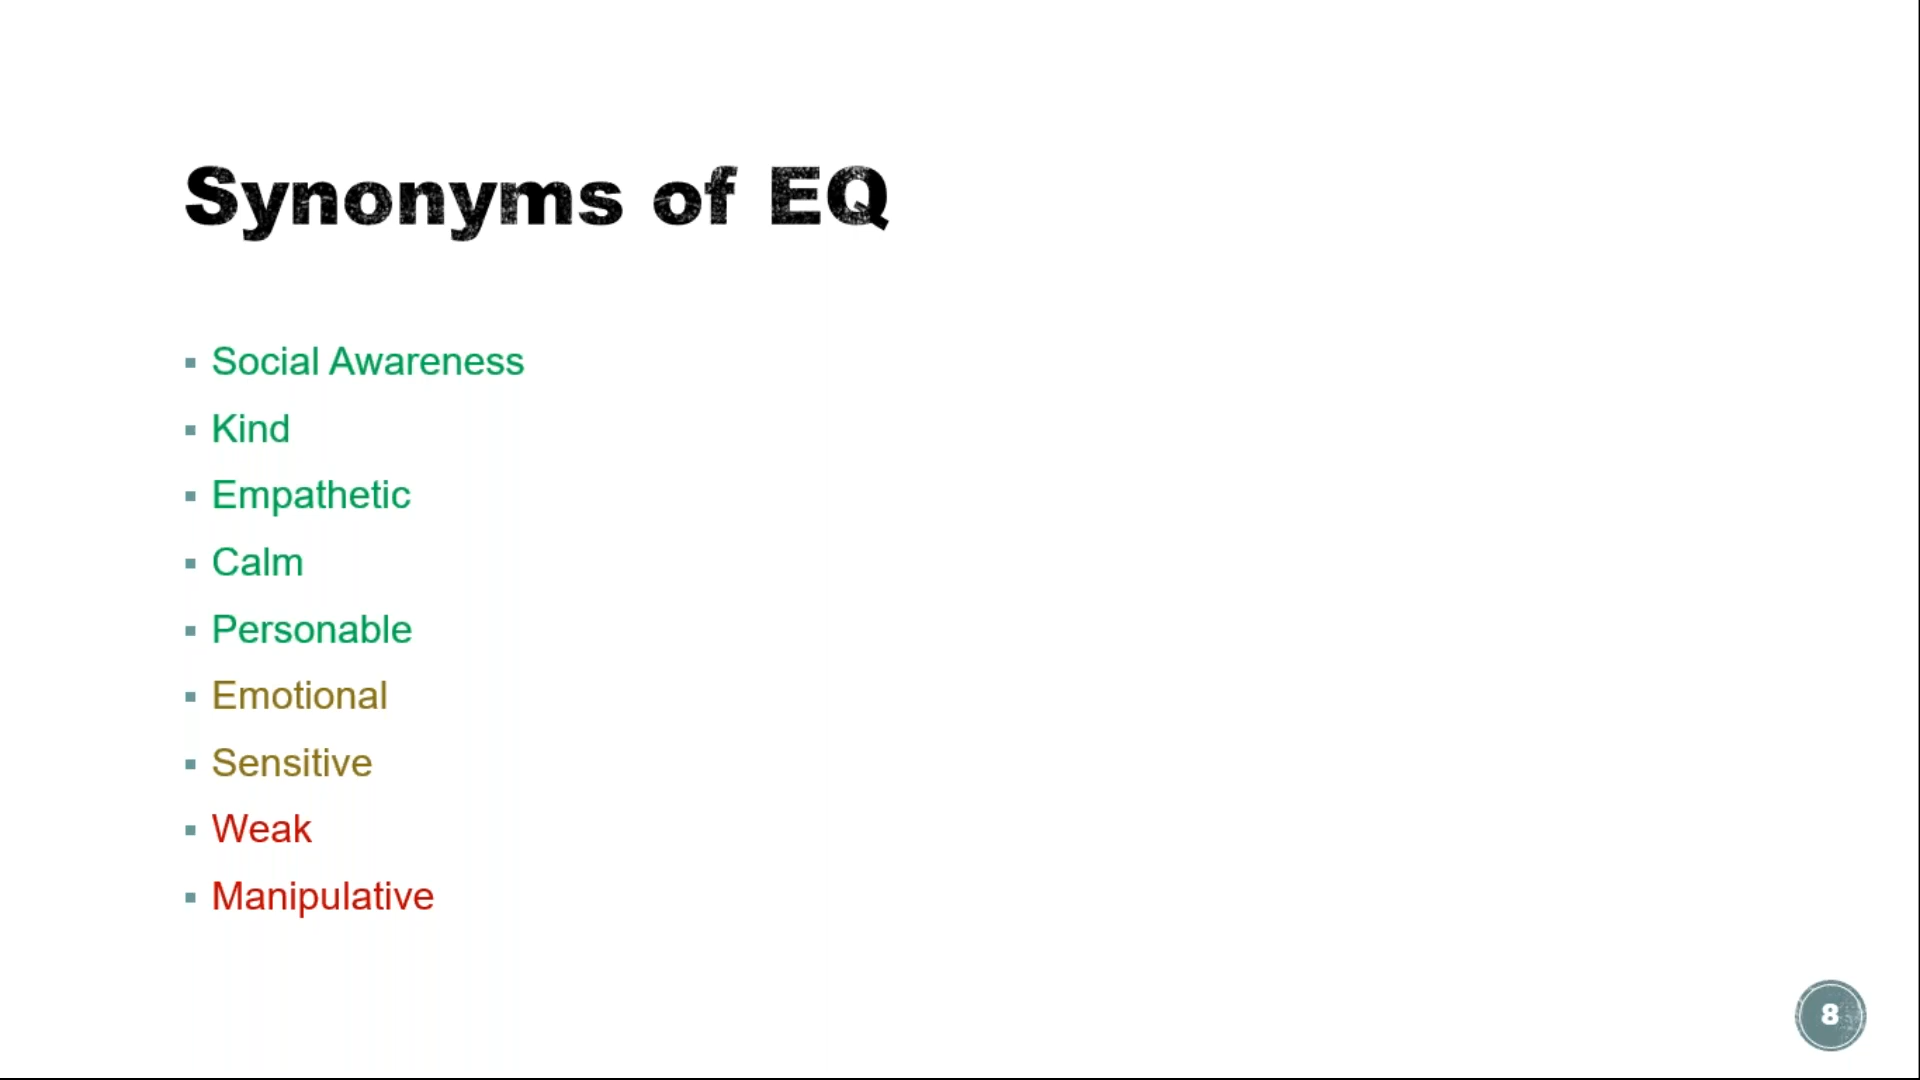 Synonyms of EQ
Social Awareness
Kind
Empathetic
Calm
Personable
Emotional
Sensitive
Weak
Manipulative
8